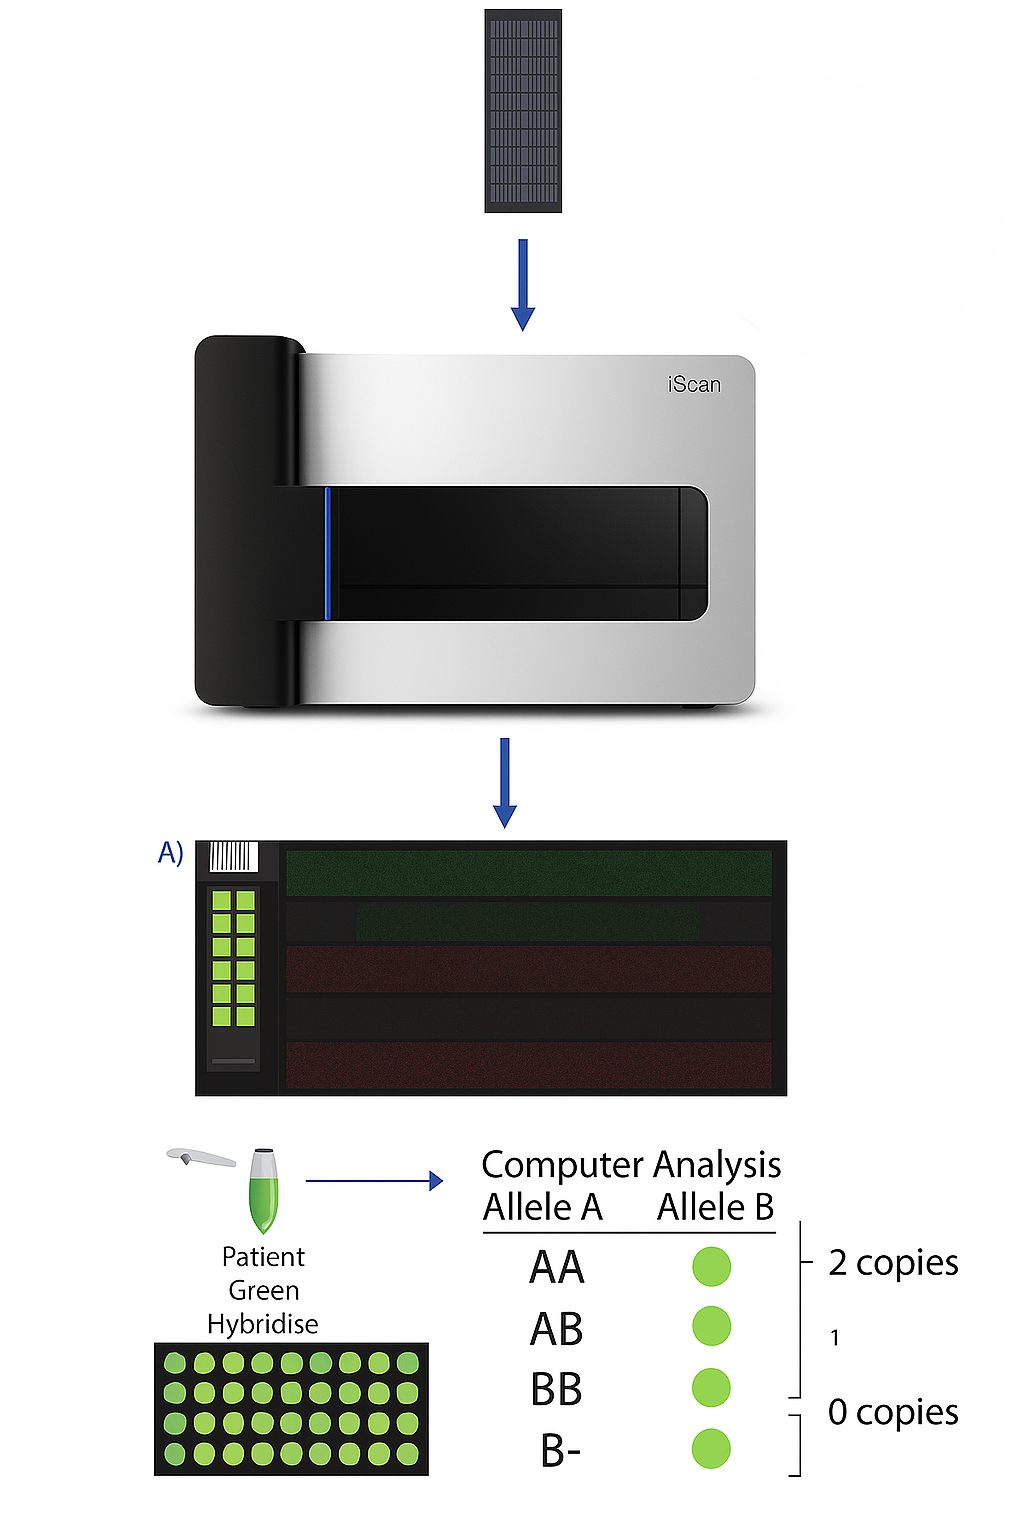 iScan
A)
Computer Analysis
Allele A Allele B
Patient
Green
Hybridise
AA
AB
BB
B-
2 copies
1
0 copies